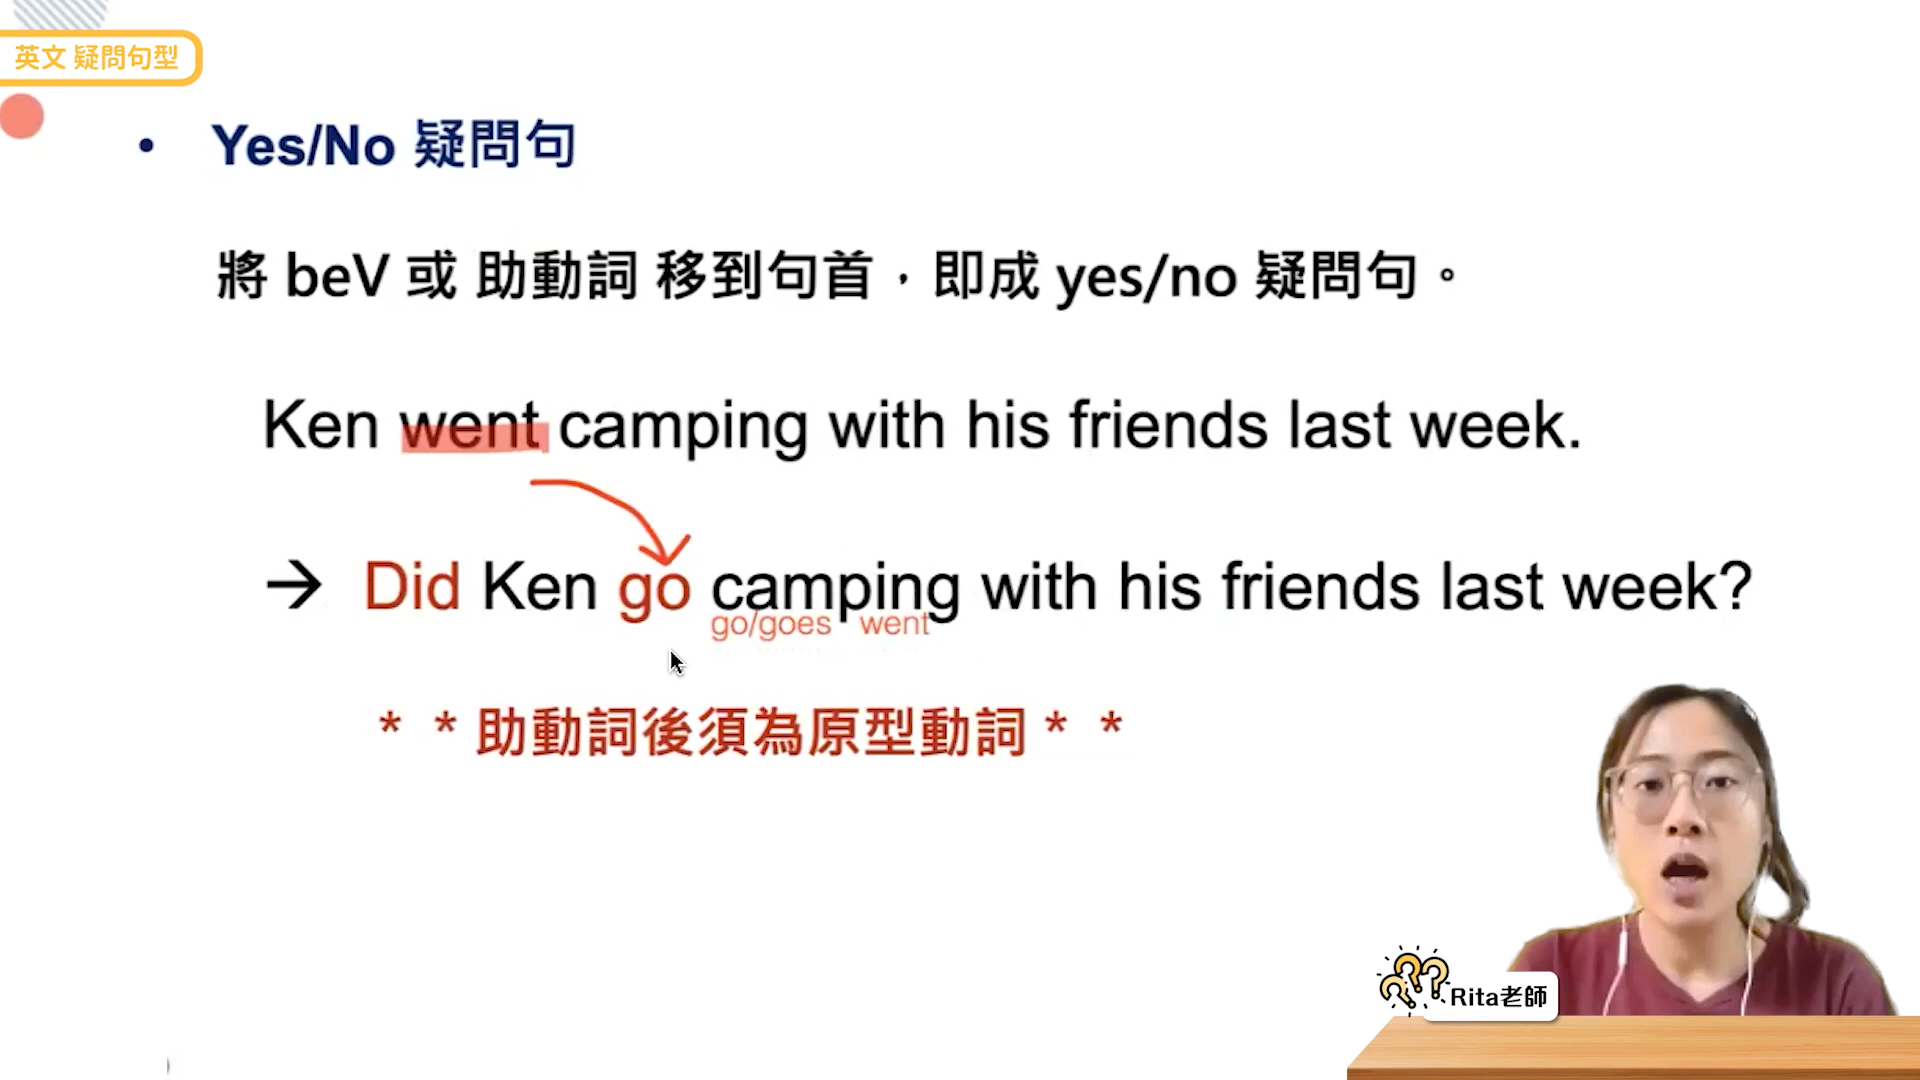 英文 疑問句型
• Yes/No 疑問句
將 beV 或 助動詞 移到句首，即成 yes/no 疑問句。
Ken went camping with his friends last week.
→ Did Ken go camping with his friends last week?
go/goes went
* *助動詞後須為原型動詞* *
Rita老師